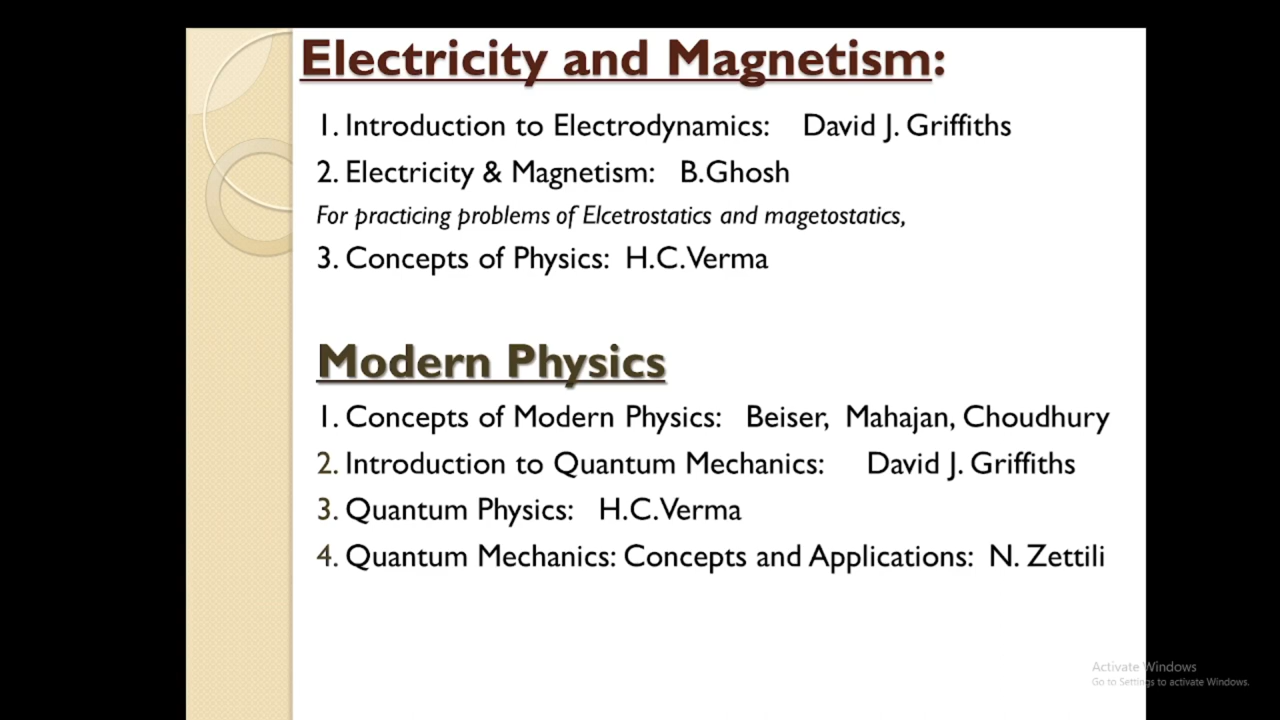 Electricity and Magnetism:
1. Introduction to Electrodynamics: David J. Griffiths
2. Electricity & Magnetism: B.Ghosh
For practicing problems of Elcetrostatics and magetostatics,
3. Concepts of Physics: H.C.Verma
Modern Physics
1. Concepts of Modern Physics: Beiser, Mahajan, Choudhury
2. Introduction to Quantum Mechanics: David J. Griffiths
3. Quantum Physics: H.C.Verma
4. Quantum Mechanics: Concepts and Applications: N. Zettili
Activate Windows
Go to Settings to activate Windows.